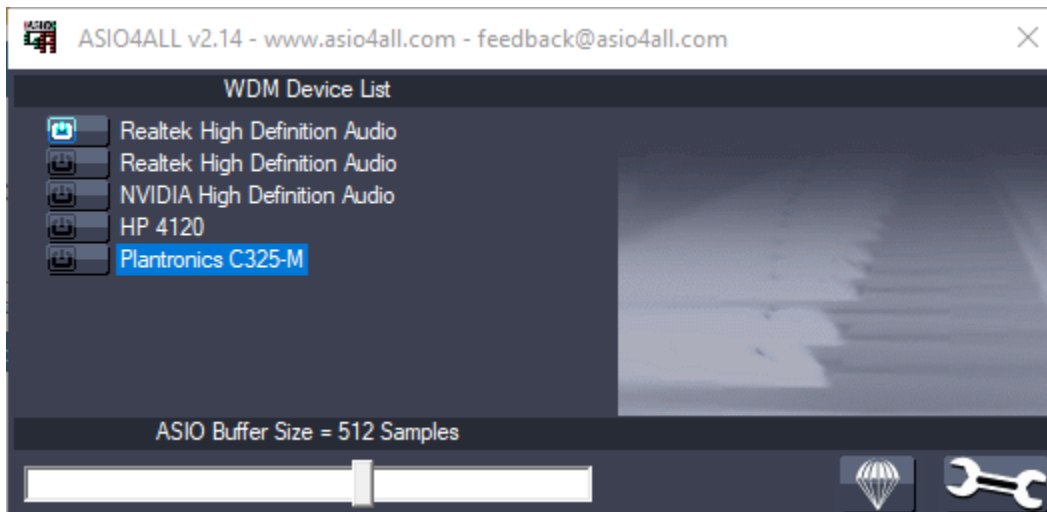 ASIO4ALL v2.14 - www.asio4all.com - feedback@asio4all.com
WDM Device List
Realtek High Definition Audio
Realtek High Definition Audio
NVIDIA High Definition Audio
HP 4120
Plantronics C325-M
ASIO Buffer Size = 512 Samples